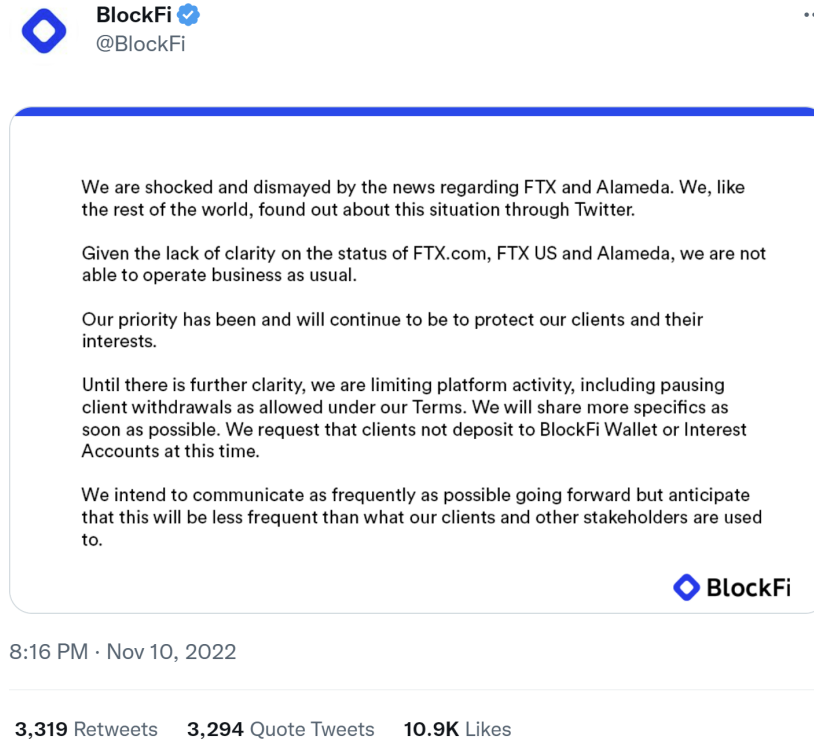 BlockFi
@BlockFi
We are shocked and dismayed by the news regarding FTX and Alameda. We, like
the rest of the world, found out about this situation through Twitter.
Given the lack of clarity on the status of FTX.com, FTX US and Alameda, we are not
able to operate business as usual.
Our priority has been and will continue to be to protect our clients and their
interests.
Until there is further clarity, we are limiting platform activity, including pausing
client withdrawals as allowed under our Terms. We will share more specifics as
soon as possible. We request that clients not deposit to BlockFi Wallet or Interest
Accounts at this time.
We intend to communicate as frequently as possible going forward but anticipate
that this will be less frequent than what our clients and other stakeholders are used
to.
BlockFi
8:16 PM · Nov 10, 2022
3,319 Retweets 3,294 Quote Tweets 10.9K Likes